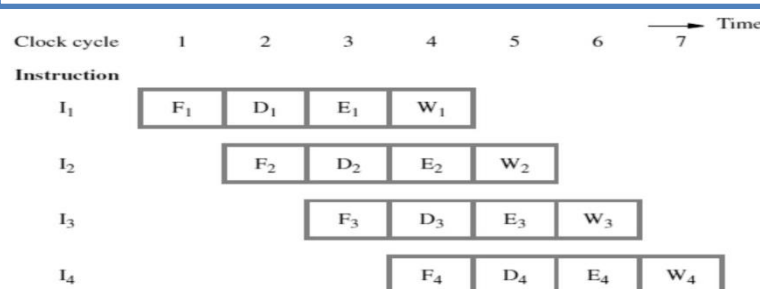 Time
Clock cycle 1 2 3 4 5 6 7
Instruction
I₁ F₁ D₁ E₁ W₁
I₂ F₂ D₂ E₂ W₂
I₃ F₃ D₃ E₃ W₃
I₄ F₄ D₄ E₄ W₄